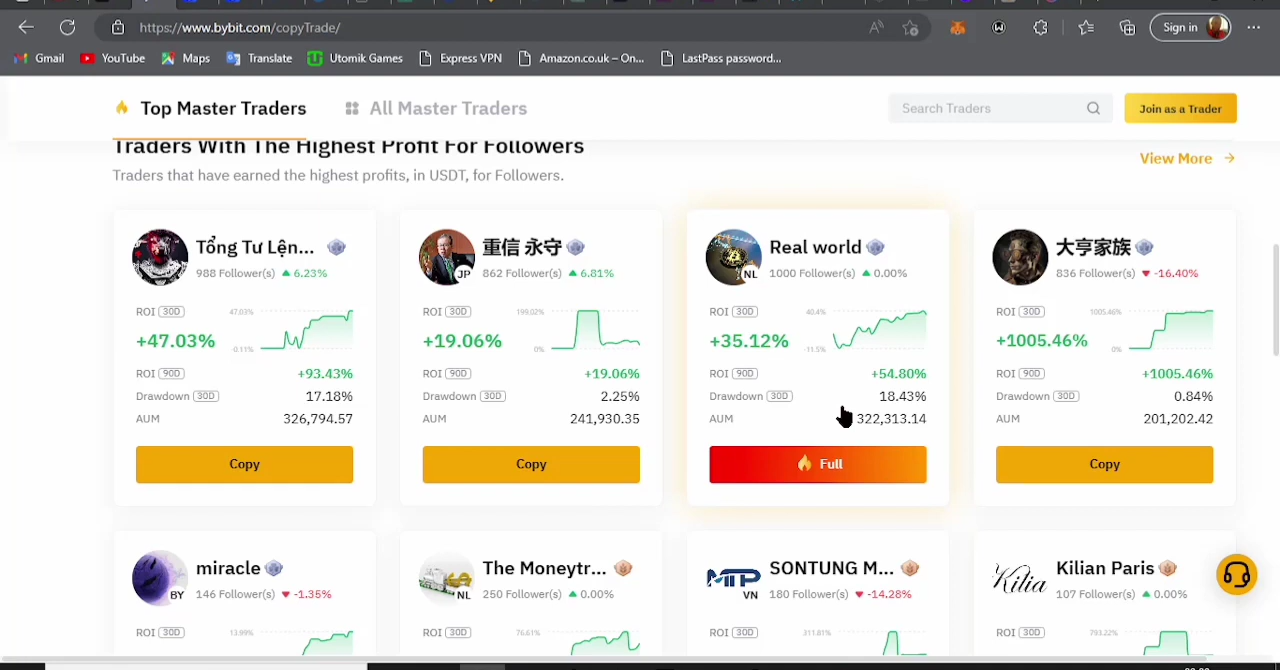 https://www.bybit.com/copyTrade/
Sign in
Gmail
YouTube
Maps
Translate
Utomik Games
Express VPN
Amazon.co.uk – On...
LastPass password...
Top Master Traders
All Master Traders
Search Traders
Join as a Trader
Traders With The Highest Profit For Followers
View More
Traders that have earned the highest profits, in USDT, for Followers.
Tổng Tư Lện...
988 Follower(s) 6.23%
ROI 30D
47.03%
+47.03%
-0.11%
ROI 90D +93.43%
Drawdown 30D 17.18%
AUM 326,794.57
Copy
JP
重信 永守
862 Follower(s) 6.81%
ROI 30D
199.02%
+19.06%
0%
ROI 90D +19.06%
Drawdown 30D 2.25%
AUM 241,930.35
Copy
NL
Real world
1000 Follower(s) 0.00%
ROI 30D
40.4%
+35.12%
-11.5%
ROI 90D +54.80%
Drawdown 30D 18.43%
AUM 322,313.14
Full
大亨家族
836 Follower(s) -16.40%
ROI 30D
1005.46%
+1005.46%
0%
ROI 90D +1005.46%
Drawdown 30D 0.84%
AUM 201,202.42
Copy
BY
miracle
146 Follower(s) -1.35%
ROI 30D
13.99%
NL
The Moneytr...
250 Follower(s) 0.00%
ROI 30D
76.61%
MTP
VN
SONTUNG M...
180 Follower(s) -14.28%
ROI 30D
311.81%
Kilia
Kilian Paris
107 Follower(s) 0.00%
ROI 30D
793.22%